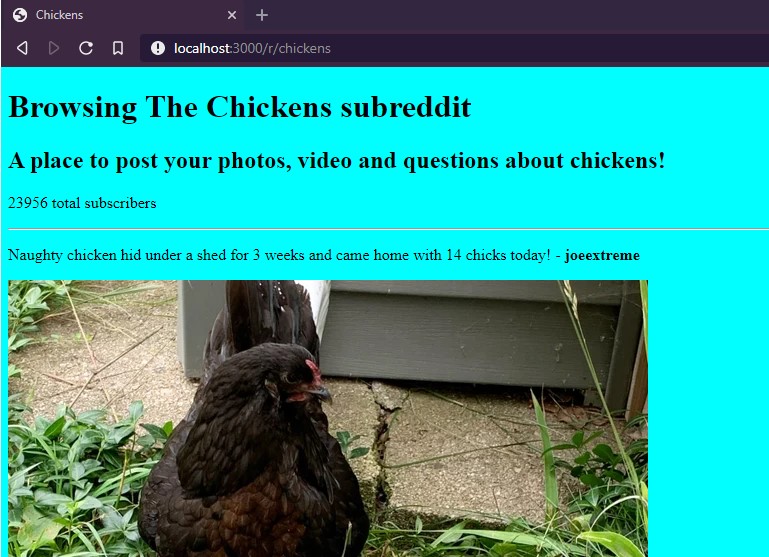 Chickens
localhost:3000/r/chickens
Browsing The Chickens subreddit
A place to post your photos, video and questions about chickens!
23956 total subscribers
Naughty chicken hid under a shed for 3 weeks and came home with 14 chicks today! - joeextreme